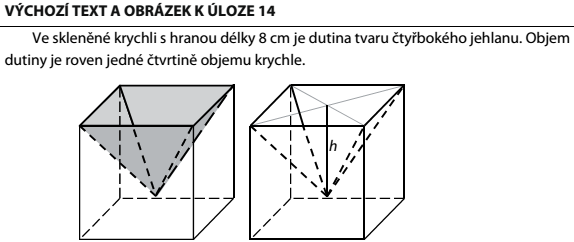 VÝCHOZÍ TEXT A OBRÁZEK K ÚLOZE 14
Ve skleněné krychli s hranou délky 8 cm je dutina tvaru čtyřbokého jehlanu. Objem
dutiny je roven jedné čtvrtině objemu krychle.
h